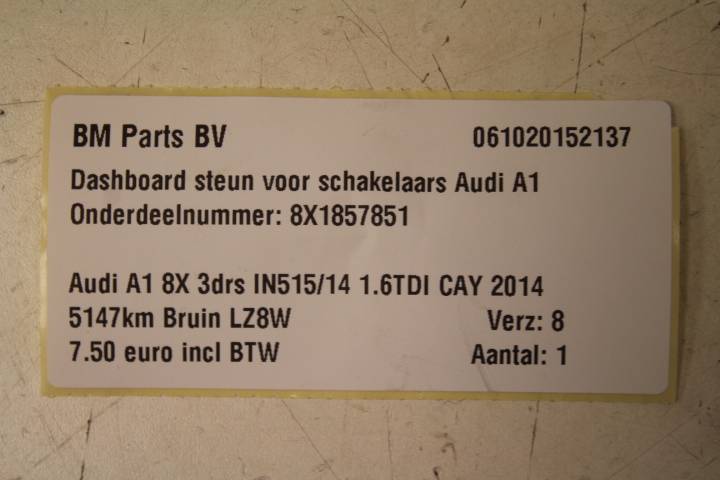 BM Parts BV 061020152137
Dashboard steun voor schakelaars Audi A1
Onderdeelnummer: 8X1857851
Audi A1 8X 3drs IN515/14 1.6TDI CAY 2014
5147km Bruin LZ8W Verz: 8
7.50 euro incl BTW Aantal: 1